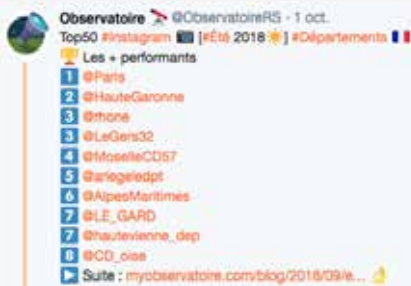 Observatoire 🔭 @ObservatoireRS - 1 oct.
Top50 #Instagram 📷 [#Été 2018☀️] #Départements 🇫🇷
🏆 Les + performants
1️⃣ @Paris
2️⃣ @HauteGaronne
3️⃣ @rhone
3️⃣ @LeGers32
4️⃣ @MoselleCD57
5️⃣ @ariegeledpt
6️⃣ @AlpesMaritimes
7️⃣ @LE_GARD
7️⃣ @hautevienne_dep
8️⃣ @CD_oise
▶️ Suite : myobservatoire.com/blog/2018/09/e... 👌